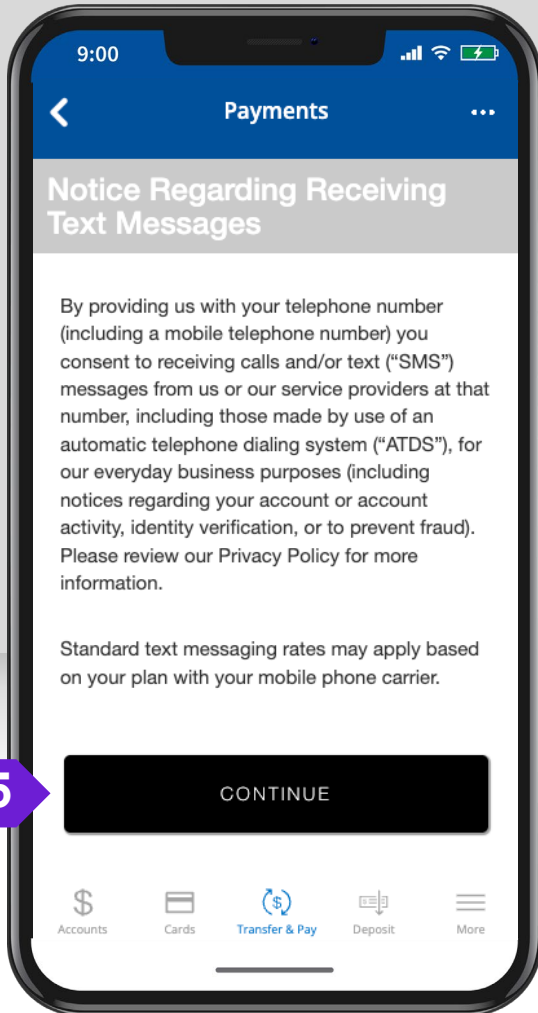 9:00
Payments
Notice Regarding Receiving
Text Messages
By providing us with your telephone number
(including a mobile telephone number) you
consent to receiving calls and/or text (“SMS”)
messages from us or our service providers at that
number, including those made by use of an
automatic telephone dialing system (“ATDS”), for
our everyday business purposes (including
notices regarding your account or account
activity, identity verification, or to prevent fraud).
Please review our Privacy Policy for more
information.
Standard text messaging rates may apply based
on your plan with your mobile phone carrier.
5
CONTINUE
Accounts
Cards
Transfer & Pay
Deposit
More